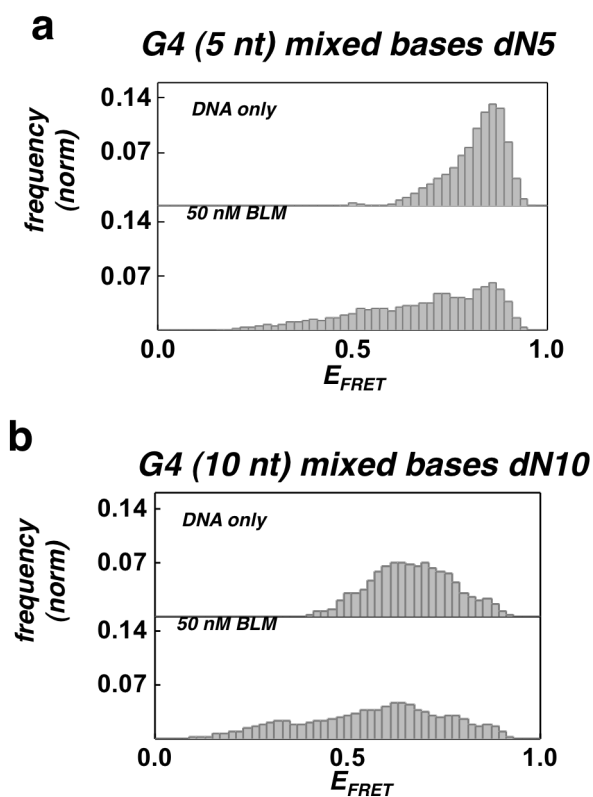 a
G4 (5 nt) mixed bases dN5
frequency
(norm)
0.14
DNA only
0.07
50 nM BLM
0.14
0.07
0.0
0.5
1.0
EFRET
b
G4 (10 nt) mixed bases dN10
frequency
(norm)
0.14
DNA only
0.07
50 nM BLM
0.14
0.07
0.0
0.5
1.0
EFRET